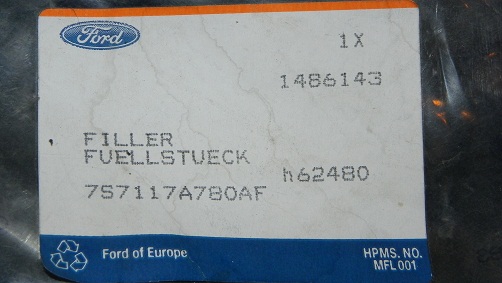 Ford
1X
1486143
FILLER
FUELLSTUECK
h62480
7S7117A780AF
Ford of Europe
HPMS. NO.
MFL001